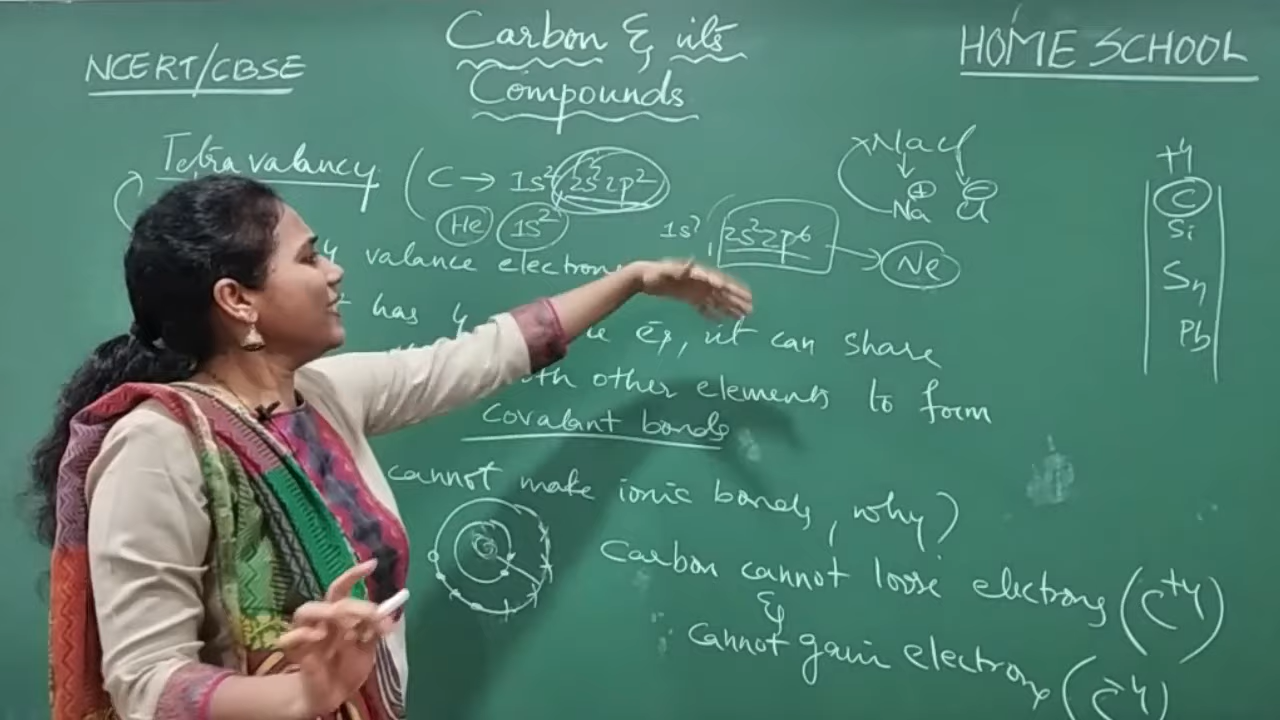 NCERT/CBSE
Carbon & its
Compounds
HOME SCHOOL
Tetravalancy
C → 1s² 2s² 2p²
He 1s²
1s², 2s² 2p⁶ → Ne
NaCl
Na⁺ Cl⁻
+4
C
Si
Sn
Pb
4 valance electron
has 4 e⁻s, it can share
other elements to form
covalant bonds
cannot make ionic bonds, why?
Carbon cannot loose electrons (C⁺⁴)
&
cannot gain electrons (C⁻⁴)